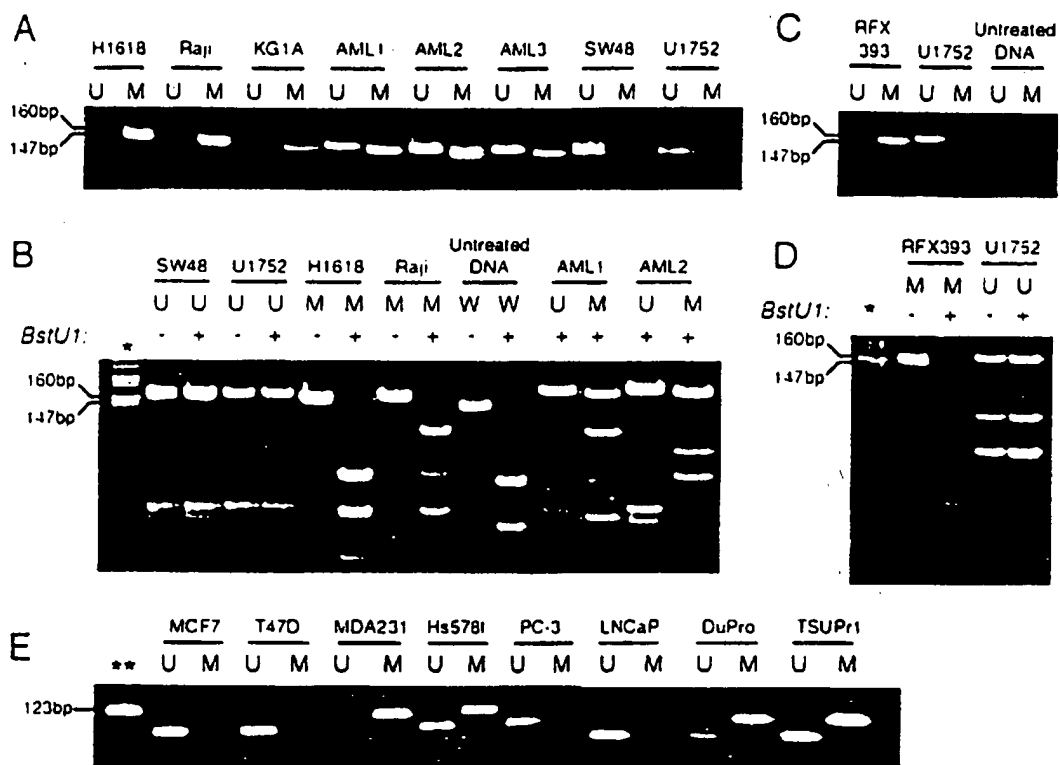 A
H1618 Raji KG1A AML1 AML2 AML3 SW48 U1752
U M U M U M U M U M U M U M U M
160bp
147bp
C
RFX
393 U1752 Untreated
DNA
U M U M U M
160bp
147bp
B
SW48 U1752 H1618 Raji Untreated
DNA AML1 AML2
U U U U M M M M W W U M U M
BstU1: - + - + - + - + - + + + + +
*
160bp
147bp
D
RFX393 U1752
M M U U
BstU1: * - + - +
160bp
147bp
E
MCF7 T47D MDA231 Hs578t PC-3 LNCaP DuPro TSUPr1
** U M U M U M U M U M U M U M U M
123bp